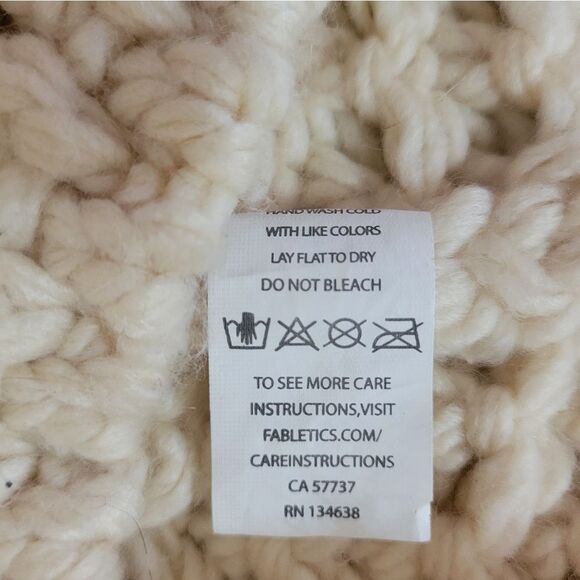 HAND WASH COLD
WITH LIKE COLORS
LAY FLAT TO DRY
DO NOT BLEACH
TO SEE MORE CARE
INSTRUCTIONS,VISIT
FABLETICS.COM/
CAREINSTRUCTIONS
CA 57737
RN 134638